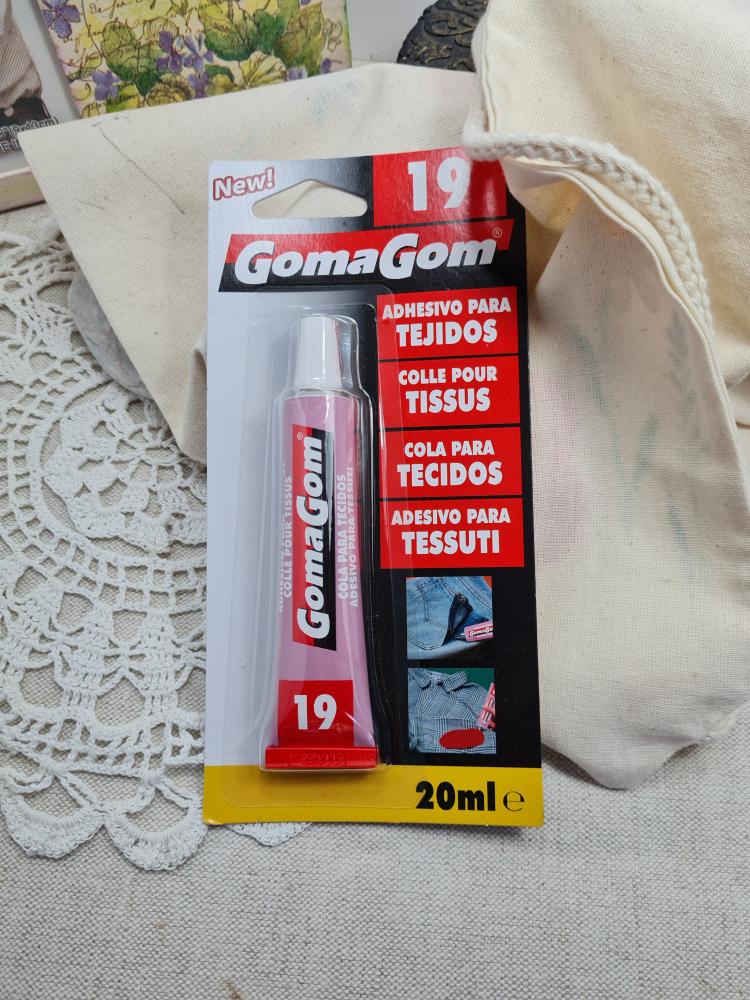 New!
19
GomaGom®
ADHESIVO PARA
TEJIDOS
COLLE POUR
TISSUS
COLA PARA
TECIDOS
ADESIVO PARA
TESSUTI
COLLE POUR TISSUS
GomaGom®
COLA PARA TECIDOS
ADESIVO PARA TESSUTI
19
GomaGom
20ml e